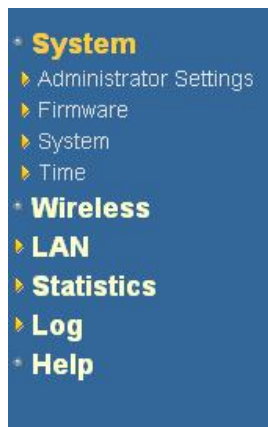 System
Administrator Settings
Firmware
System
Time
Wireless
LAN
Statistics
Log
Help